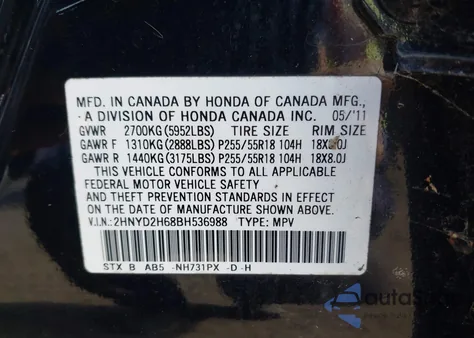 MFD. IN CANADA BY HONDA OF CANADA MFG.,
A DIVISION OF HONDA CANADA INC. 05/'11
GVWR 2700KG(5952LBS) TIRE SIZE RIM SIZE
GAWR F 1310KG(2888LBS) P255/55R18 104H
GAWR R 1440KG(3175LBS) P255/55R18 104H 18X8.0J
THIS VEHICLE CONFORMS TO ALL APPLICABLE
FEDERAL MOTOR VEHICLE SAFETY
AND THEFT PREVENTION STANDARDS
IN EFFECT ON THE DATE OF MANUFACTURE
SHOWN ABOVE.
V.I.N.:2HNYD2H68BH536988 TYPE: MPV
STX B AB5 -NH731PX -D -H